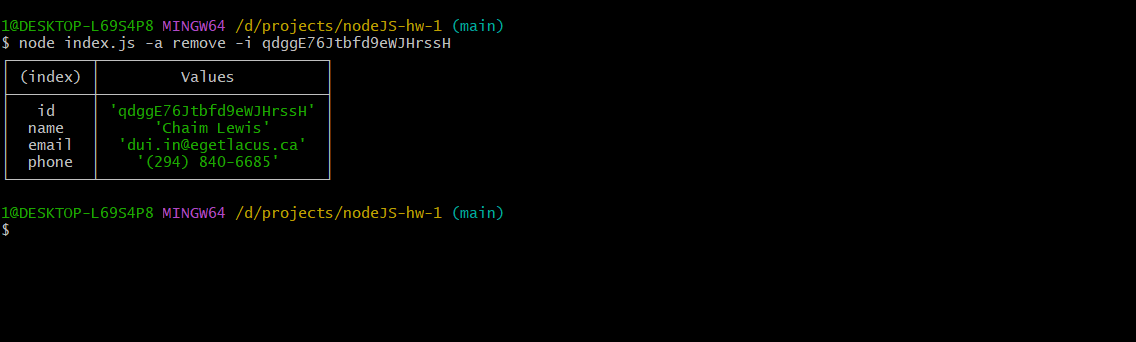 1@DESKTOP-L69S4P8 MINGW64 /d/projects/nodeJS-hw-1 (main)
$ node index.js -a remove -i qdggE76Jtbfd9eWJHrssH
(index) Values
id 'qdggE76Jtbfd9eWJHrssH'
name 'Chaim Lewis'
email 'dui.in@egetlacus.ca'
phone '(294) 840-6685'
1@DESKTOP-L69S4P8 MINGW64 /d/projects/nodeJS-hw-1 (main)
$